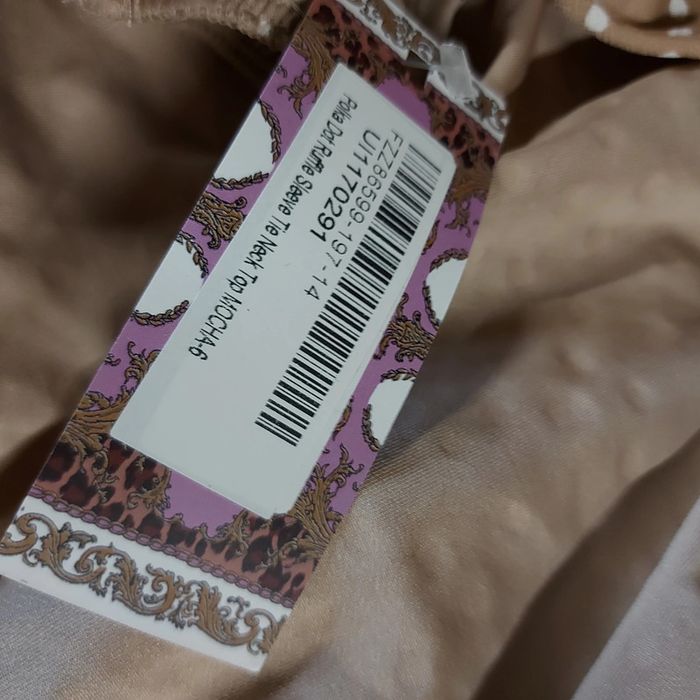 FZZ86599-197-14
UI1170291
Polka Dot Ruffle Sleeve Tie Neck Top MOCHA-6